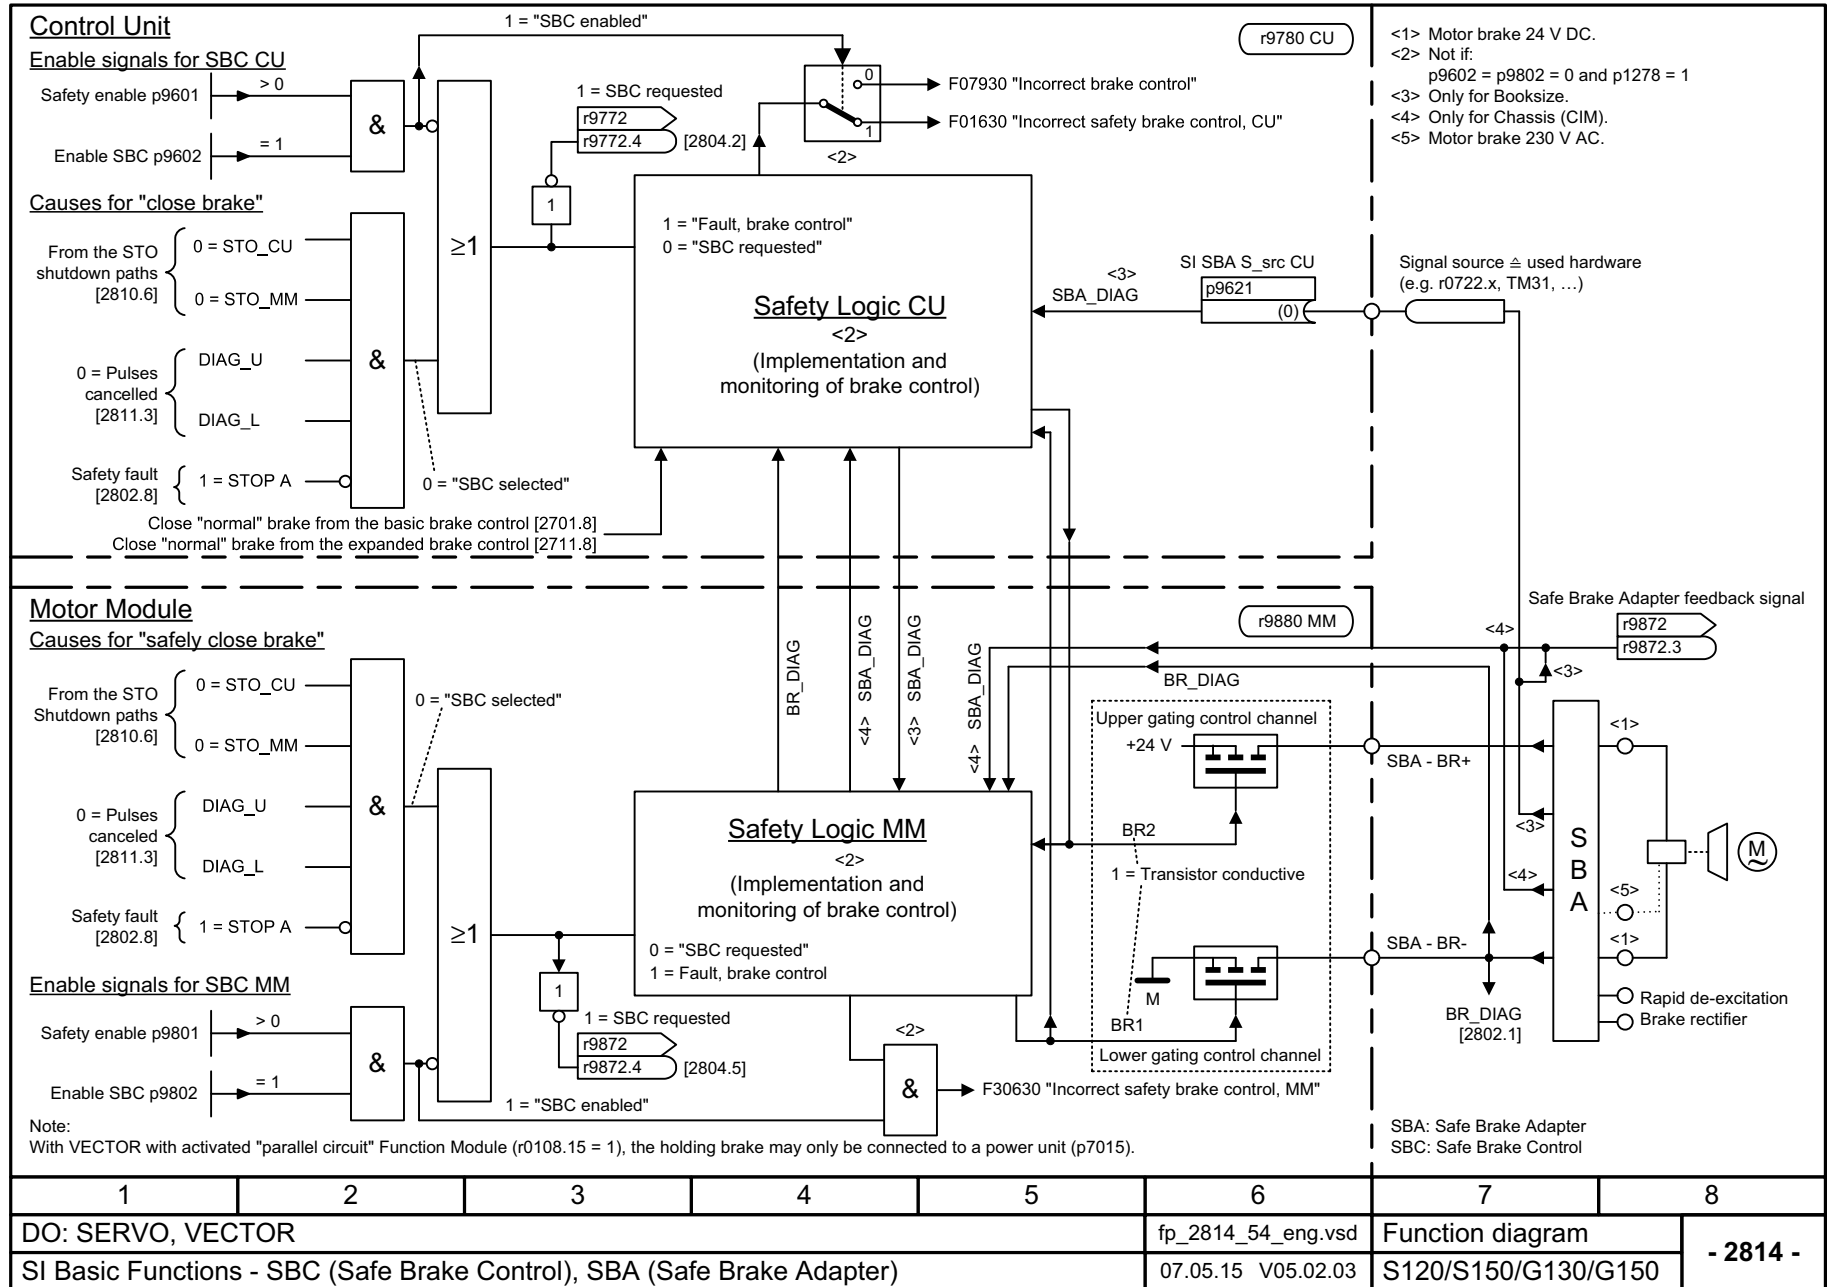 Control Unit
Enable signals for SBC CU
Safety enable p9601
> 0
Enable SBC p9602
= 1
&
1 = "SBC enabled"
Causes for "close brake"
From the STO
shutdown paths
[2810.6]
0 = STO_CU
0 = STO_MM
0 = Pulses
cancelled
[2811.3]
DIAG_U
DIAG_L
Safety fault
[2802.8]
1 = STOP A
&
≥1
0 = "SBC selected"
Close "normal" brake from the basic brake control [2701.8]
Close "normal" brake from the expanded brake control [2711.8]
1 = SBC requested
r9772
r9772.4
[2804.2]
1
r9780 CU
0
1
<2>
F07930 "Incorrect brake control"
F01630 "Incorrect safety brake control, CU"
1 = "Fault, brake control"
0 = "SBC requested"
Safety Logic CU
<2>
(Implementation and
monitoring of brake control)
<3>
SBA_DIAG
SI SBA S_src CU
p9621
(0)
<1> Motor brake 24 V DC.
<2> Not if:
p9602 = p9802 = 0 and p1278 = 1
<3> Only for Booksize.
<4> Only for Chassis (CIM).
<5> Motor brake 230 V AC.
Signal source ≙ used hardware
(e.g. r0722.x, TM31, …)
Motor Module
Causes for "safely close brake"
From the STO
Shutdown paths
[2810.6]
0 = STO_CU
0 = STO_MM
0 = Pulses
canceled
[2811.3]
DIAG_U
DIAG_L
Safety fault
[2802.8]
1 = STOP A
&
0 = "SBC selected"
≥1
Enable signals for SBC MM
Safety enable p9801
> 0
Enable SBC p9802
= 1
&
1 = "SBC enabled"
1
1 = SBC requested
r9872
r9872.4
[2804.5]
BR_DIAG
<4> SBA_DIAG
<3> SBA_DIAG
<4> SBA_DIAG
r9880 MM
BR_DIAG
Safety Logic MM
<2>
(Implementation and
monitoring of brake control)
0 = "SBC requested"
1 = Fault, brake control
<2>
&
F30630 "Incorrect safety brake control, MM"
Upper gating control channel
+24 V
BR2
1 = Transistor conductive
M
BR1
Lower gating control channel
Safe Brake Adapter feedback signal
r9872
r9872.3
<4>
<3>
SBA - BR+
<3>
<4>
SBA - BR-
BR_DIAG
[2802.1]
S
B
A
<1>
<5>
<1>
M
~
Rapid de-excitation
Brake rectifier
SBA: Safe Brake Adapter
SBC: Safe Brake Control
Note:
With VECTOR with activated "parallel circuit" Function Module (r0108.15 = 1), the holding brake may only be connected to a power unit (p7015).
1 2 3 4 5 6 7 8
DO: SERVO, VECTOR
fp_2814_54_eng.vsd
Function diagram
- 2814 -
SI Basic Functions - SBC (Safe Brake Control), SBA (Safe Brake Adapter)
07.05.15 V05.02.03
S120/S150/G130/G150